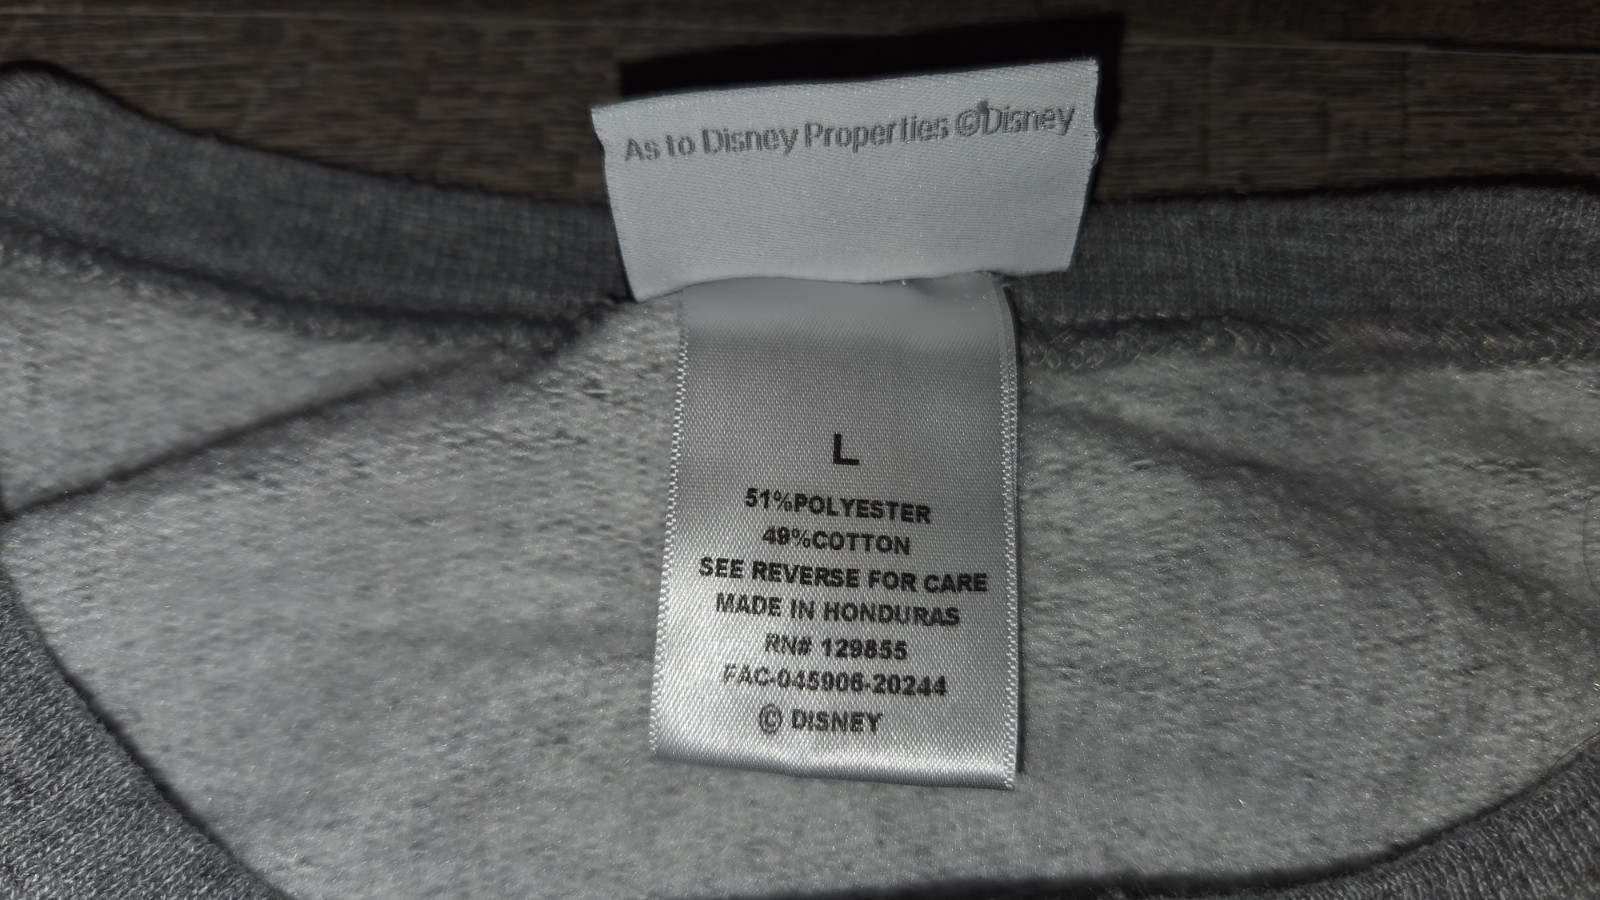 As to Disney Properties ©Disney
L
51%POLYESTER
49%COTTON
SEE REVERSE FOR CARE
MADE IN HONDURAS
RN# 129855
FAC-045906-20244
© DISNEY